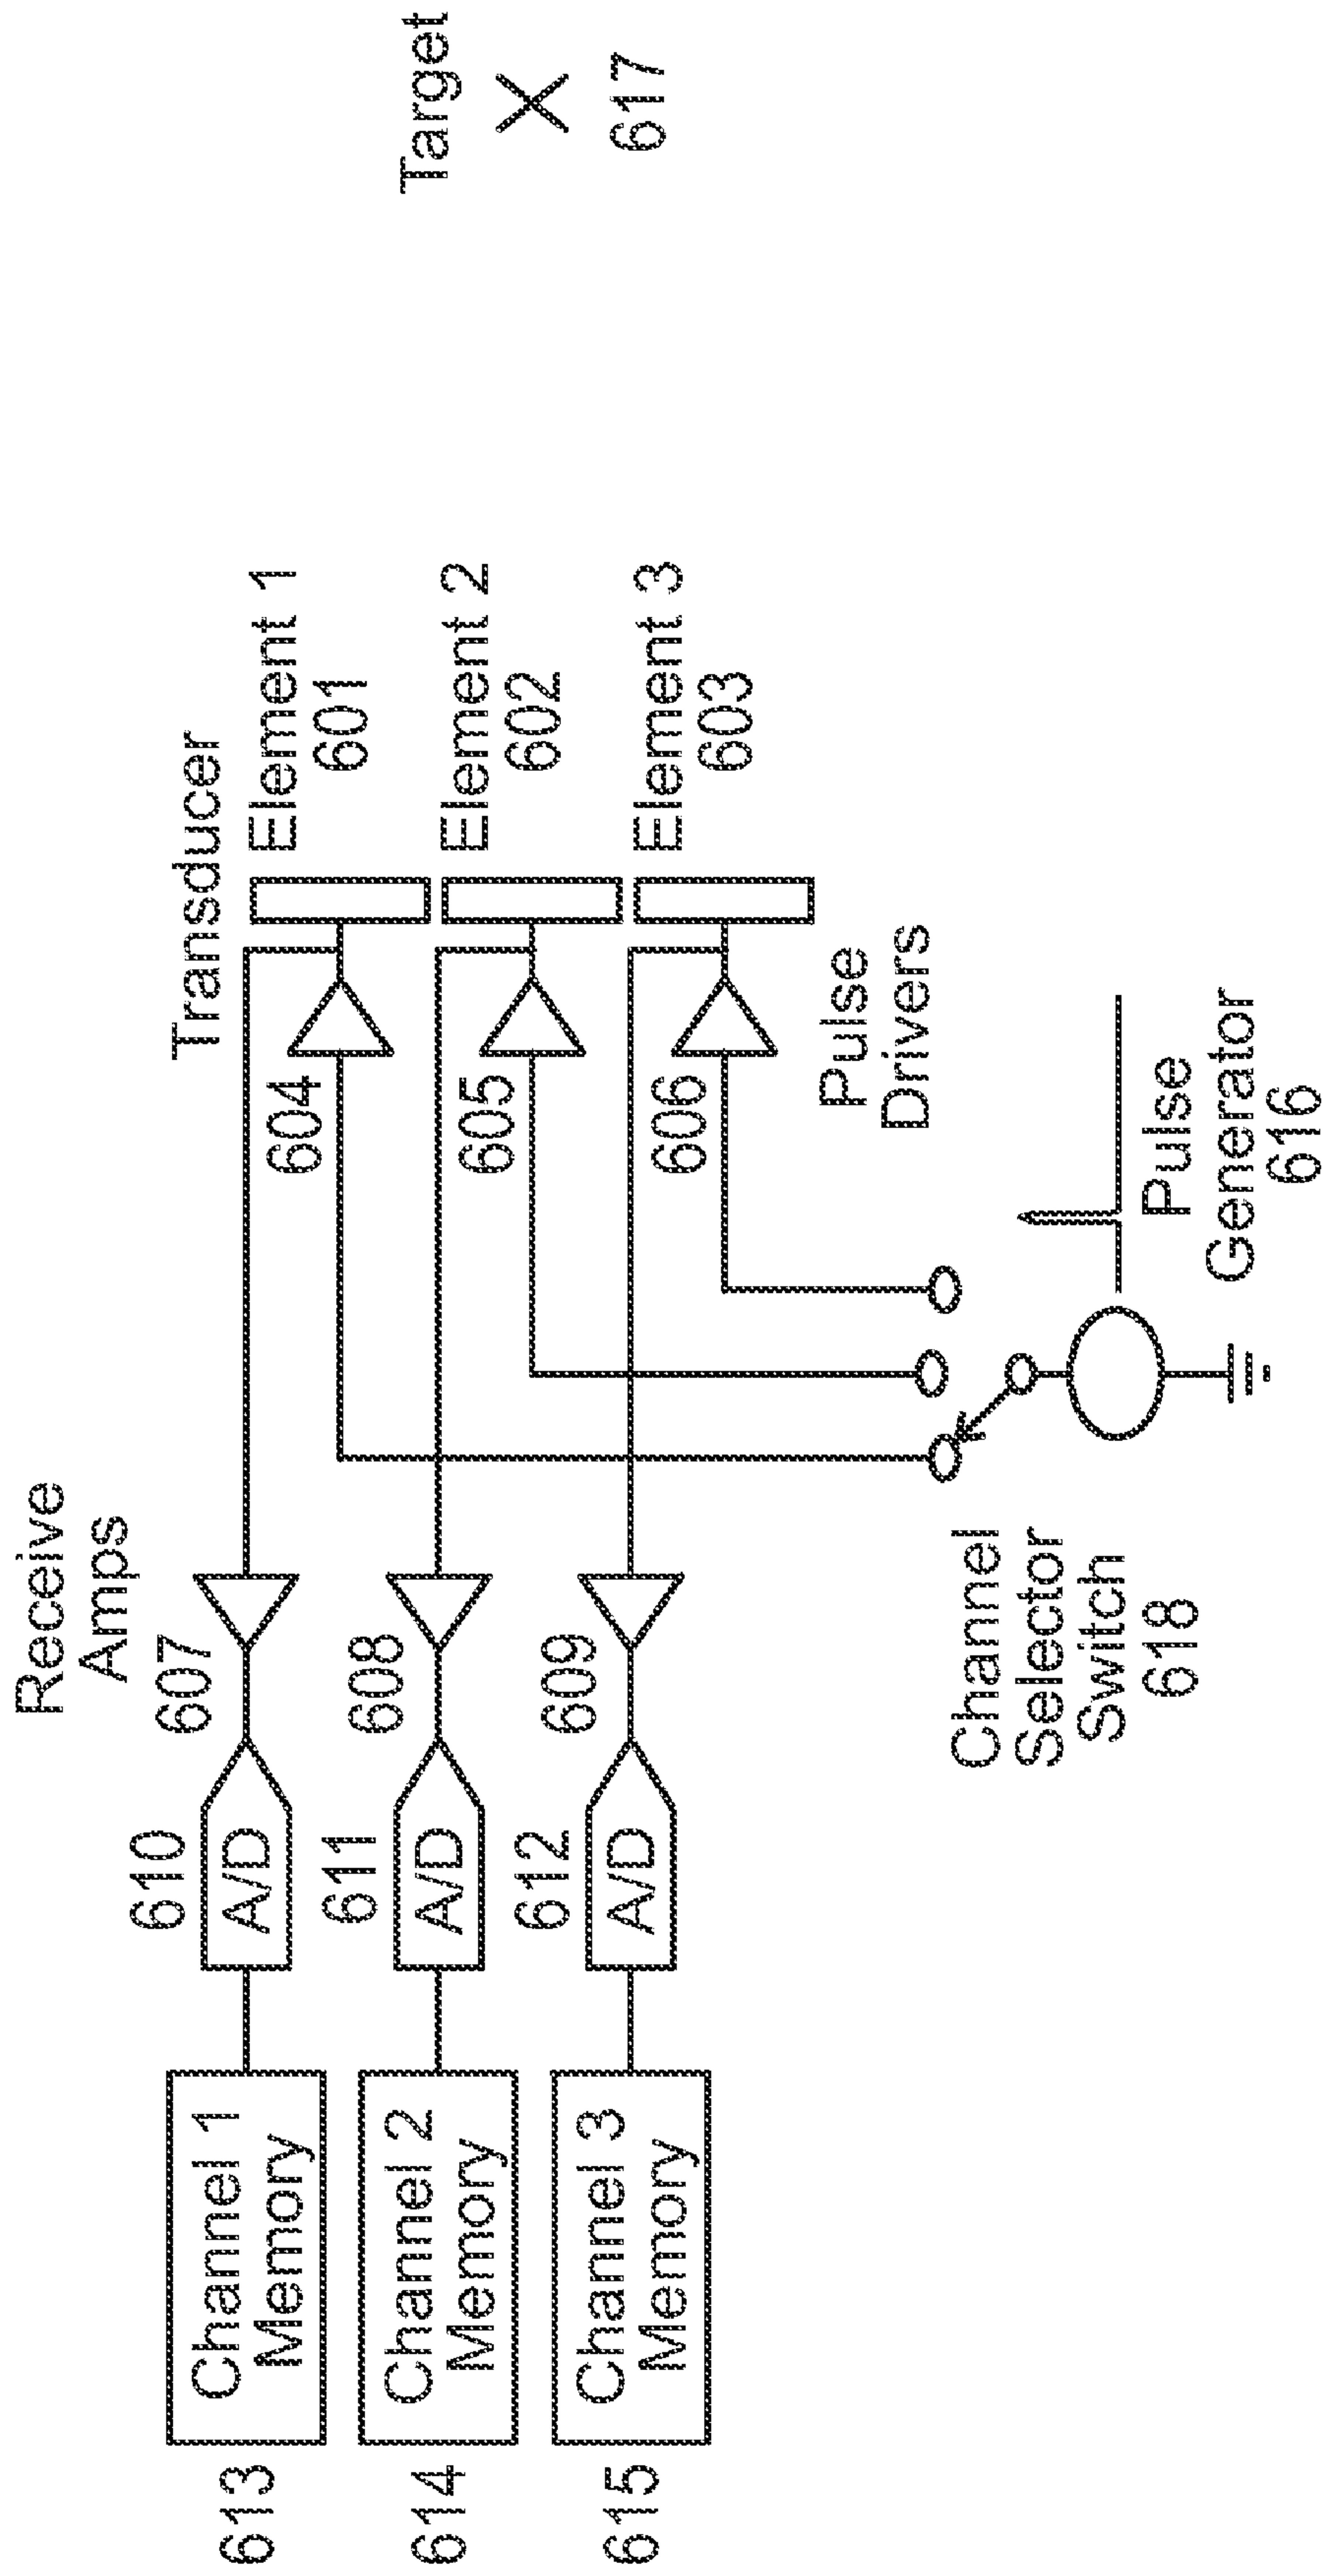 Receive
Amps
Transducer
613
Channel 1
Memory
610
A/D
607
604
Element 1
601
614
Channel 2
Memory
611
A/D
608
605
Element 2
602
615
Channel 3
Memory
612
A/D
609
606
Element 3
603
Target
X
617
Pulse
Drivers
Channel
Selector
Switch
618
Pulse
Generator
616